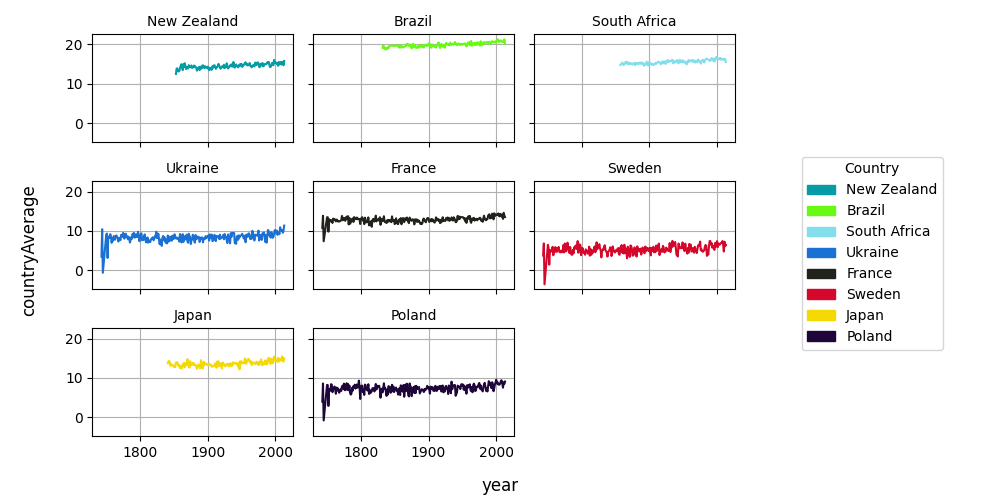 New Zealand
Brazil
South Africa
20
10
0
Ukraine
France
Sweden
20
10
0
Japan
Poland
20
10
0
1800 1900 2000
1800 1900 2000
countryAverage
year
Country
New Zealand
Brazil
South Africa
Ukraine
France
Sweden
Japan
Poland